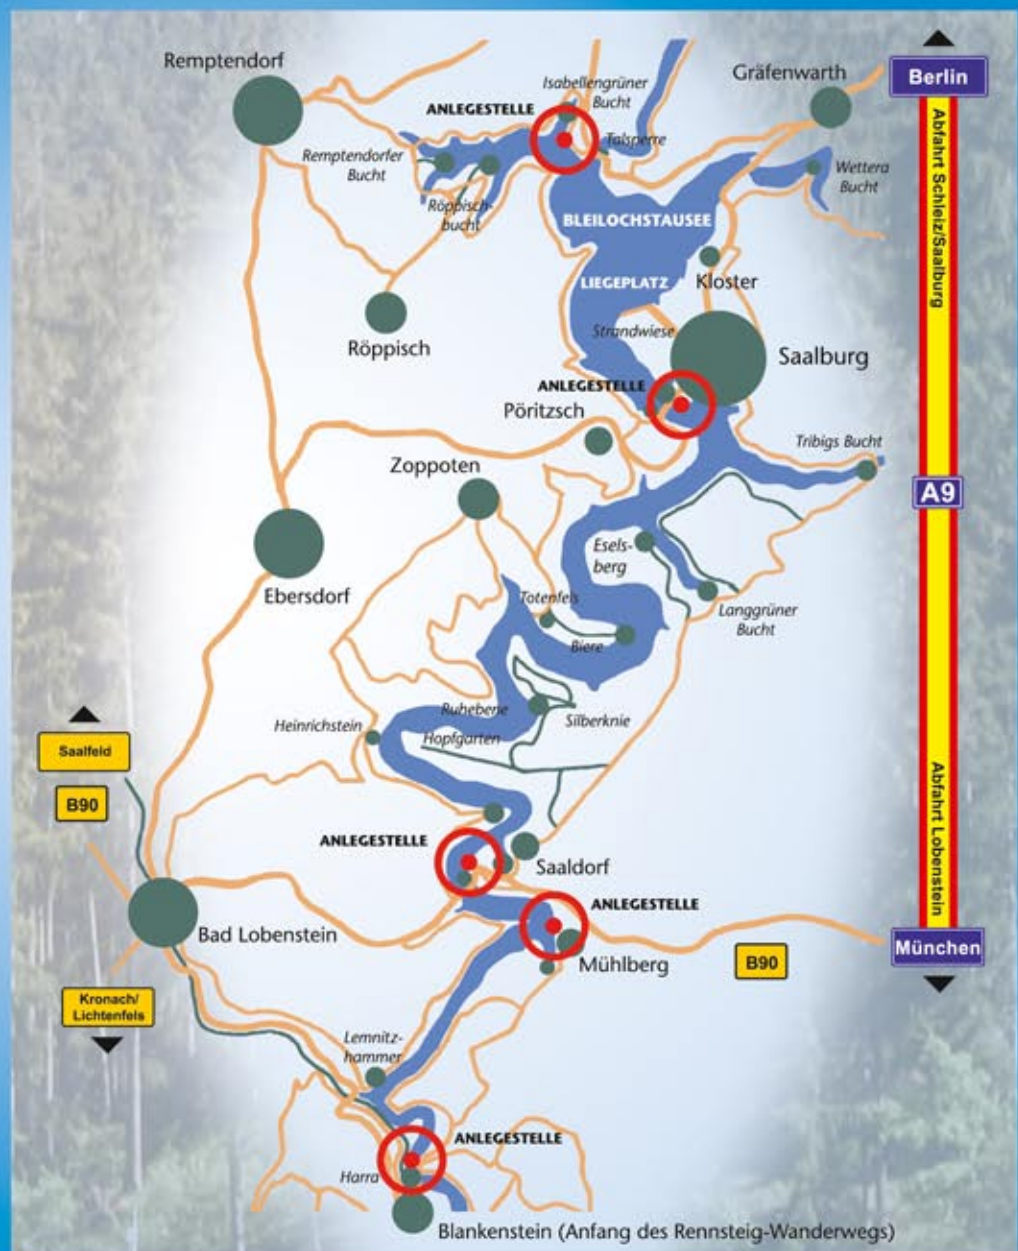 Remptendorf
Isabellengrüner
Bucht
Gräfenwarth
Berlin
ANLEGESTELLE
Talsperre
Remptendorfer
Bucht
Röppisch-
bucht
Wettera
Bucht
Abfahrt Schleiz/Saalburg
BLEILOCHSTAUSEE
LIEGEPLATZ
Kloster
Röppisch
Strandwiese
Saalburg
ANLEGESTELLE
Pöritzsch
Tribigs Bucht
Zoppoten
A9
Esels-
berg
Ebersdorf
Totenfels
Langgrüner
Bucht
Biere
Ruhebene
Silberknie
Heinrichstein
Hopfgarten
Saalfeld
B90
Abfahrt Lobenstein
ANLEGESTELLE
Saaldorf
ANLEGESTELLE
Bad Lobenstein
München
Mühlberg
B90
Kronach/
Lichtenfels
Lemnitz-
hammer
ANLEGESTELLE
Harra
Blankenstein (Anfang des Rennsteig-Wanderwegs)